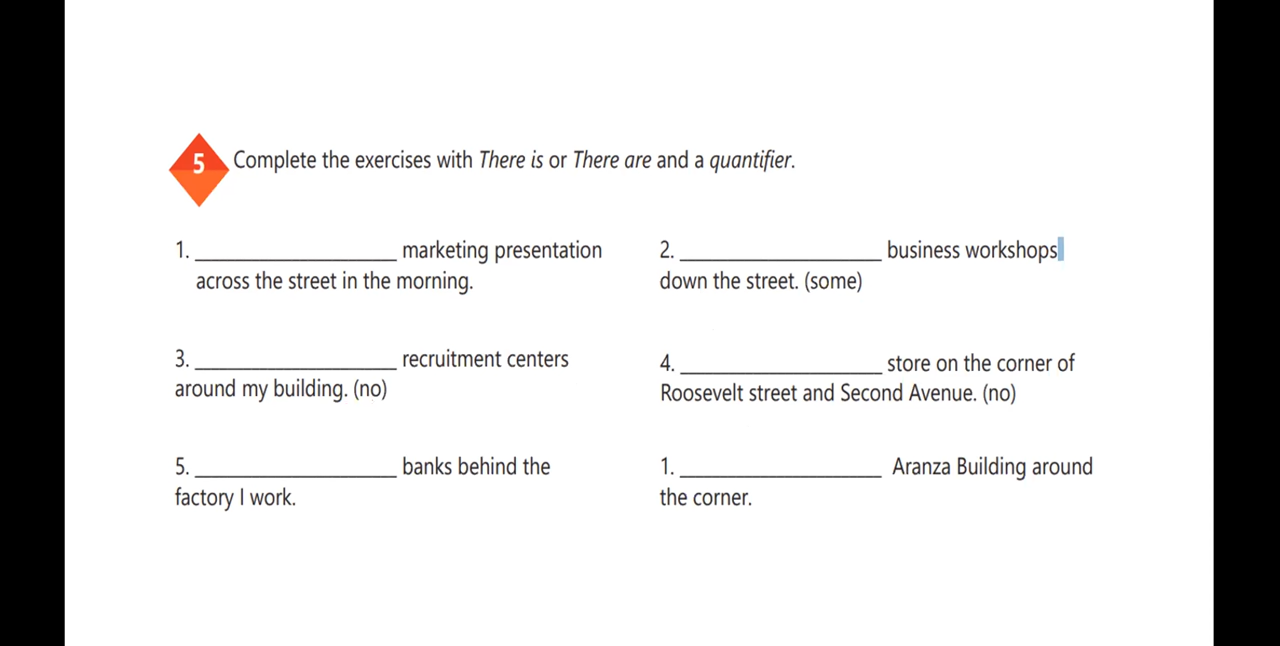 5 Complete the exercises with There is or There are and a quantifier.
1. ____________________ marketing presentation
across the street in the morning.
2. ____________________ business workshops
down the street. (some)
3. ____________________ recruitment centers
around my building. (no)
4. ____________________ store on the corner of
Roosevelt street and Second Avenue. (no)
5. ____________________ banks behind the
factory I work.
1. ____________________ Aranza Building around
the corner.